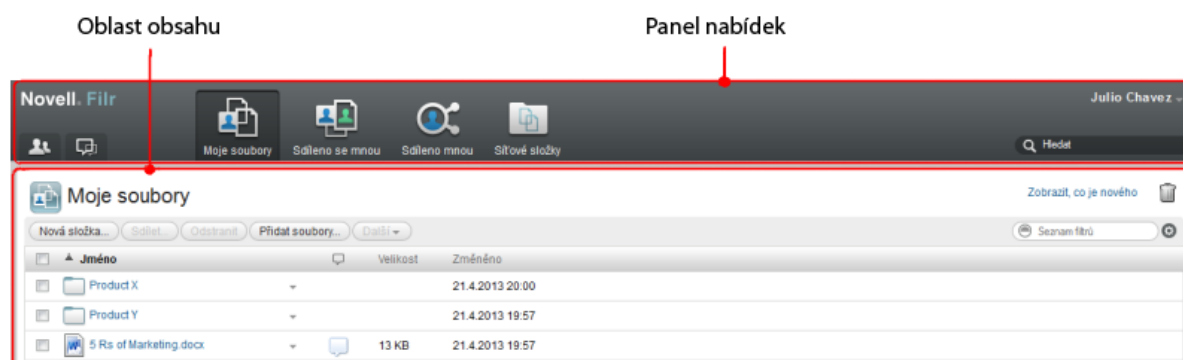 Oblast obsahu
Panel nabídek
Novell. Filr
Julio Chavez
Moje soubory
Sdíleno se mnou
Sdíleno mnou
Síťové složky
Hledat
Moje soubory
Zobrazit, co je nového
Nová složka...
Sdílet...
Odstranit
Přidat soubory...
Další
Seznam filtrů
Jméno
Velikost
Změněno
Product X
21.4.2013 20:00
Product Y
21.4.2013 19:57
5 Rs of Marketing.docx
13 KB
21.4.2013 19:57